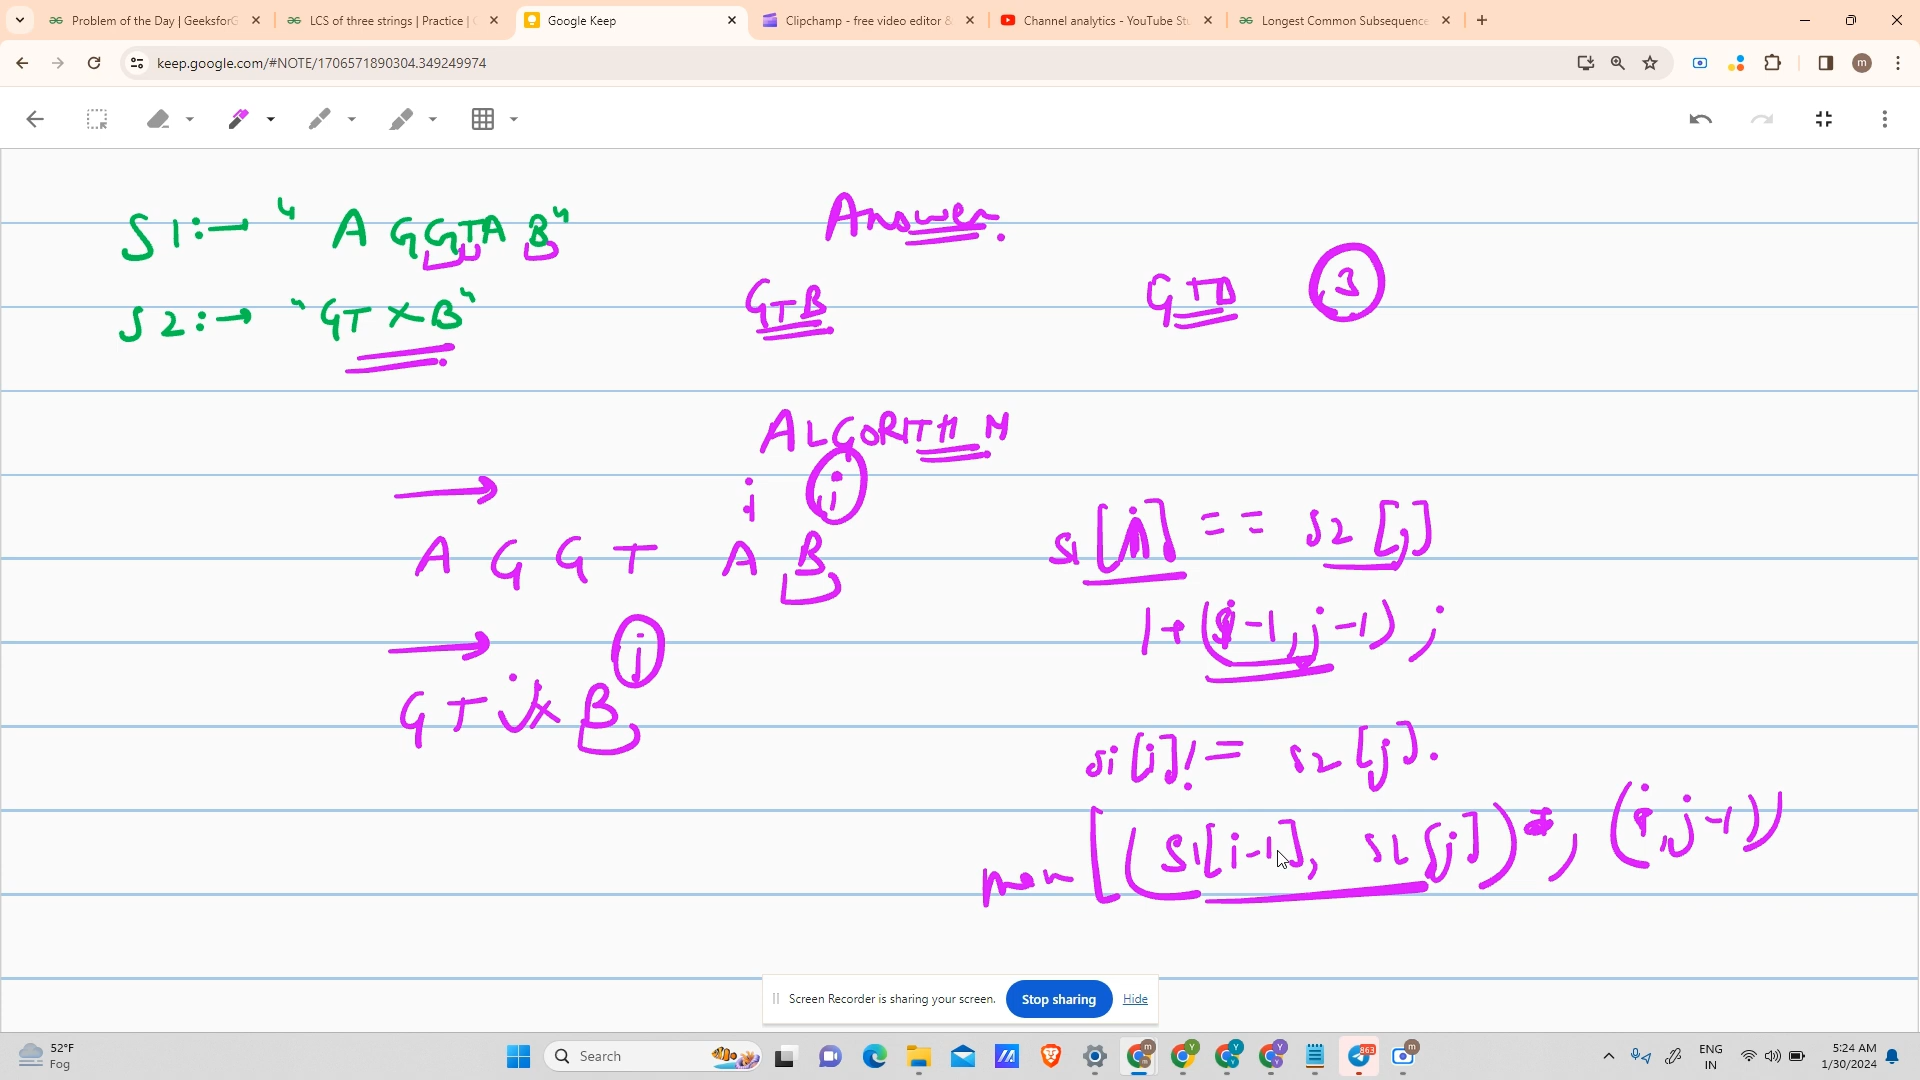 Problem of the Day | GeeksforG
LCS of three strings | Practice |
Google Keep
Clipchamp - free video editor &
Channel analytics - YouTube St
Longest Common Subsequence
keep.google.com/#NOTE/1706571890304.349249974
m
S1:→ " A GGTA B"
Answer.
S2:→ "GT X B"
GTB
GTB
3
ALGORITHM
i i
A G G T A B
S1[i] == S2[j]
1+(i-1, j-1);
j
G T j X B
S1[i] != S2[j].
max[(S1[i-1], S2[j]), (i, j-1)]
Screen Recorder is sharing your screen.
Stop sharing
Hide
52°F
Fog
Search
m
Y
Y
Y
863
m
ENG
IN
5:24 AM
1/30/2024